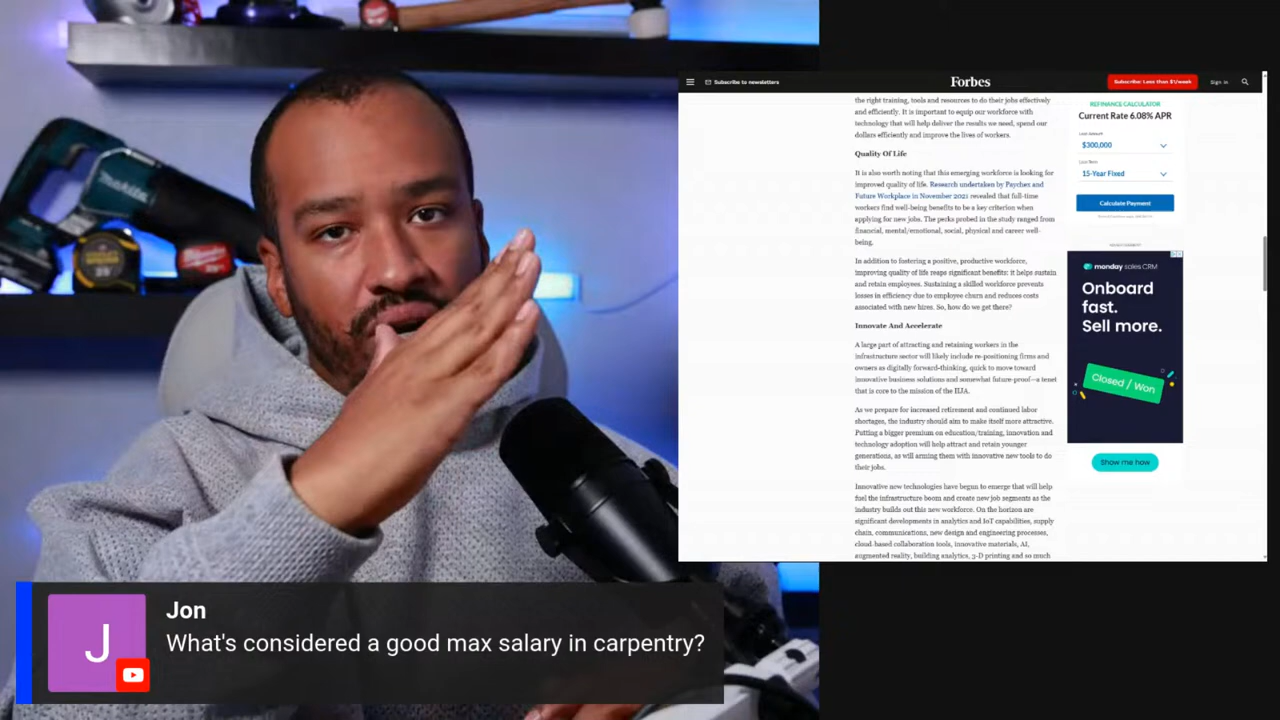 Subscribe to newsletters
Forbes
Subscribe: Less than $1/week
Sign In
the right training, tools and resources to do their jobs effectively
and efficiently. It is important to equip our workforce with
technology that will help deliver the results we need, spend our
dollars efficiently and improve the lives of workers.
Quality Of Life
It is also worth noting that this emerging workforce is looking for
improved quality of life. Research undertaken by Paychex and
Future Workplace in November 2021 revealed that full-time
workers find well-being benefits to be a key criterion when
applying for new jobs. The perks probed in the study ranged from
financial, mental/emotional, social, physical and career well-
being.
In addition to fostering a positive, productive workforce,
improving quality of life reaps significant benefits: it helps sustain
and retain employees. Sustaining a skilled workforce prevents
losses in efficiency due to employee churn and reduces costs
associated with new hires. So, how do we get there?
Innovate And Accelerate
A large part of attracting and retaining workers in the
infrastructure sector will likely include re-positioning firms and
owners as digitally forward-thinking, quick to move toward
innovative business solutions and somewhat future-proof—a tenet
that is core to the mission of the IIJA.
As we prepare for increased retirement and continued labor
shortages, the industry should aim to make itself more attractive.
Putting a bigger premium on education/training, innovation and
technology adoption will help attract and retain younger
generations, as will arming them with innovative new tools to do
their jobs.
Innovative new technologies have begun to emerge that will help
fuel the infrastructure boom and create new job segments as the
industry builds out this new workforce. On the horizon are
significant developments in analytics and IoT capabilities, supply
chain, communications, new design and engineering processes,
cloud-based collaboration tools, innovative materials, AI,
augmented reality, building analytics, 3-D printing and so much
REFINANCE CALCULATOR
Current Rate 6.08% APR
Loan Amount
$300,000
Loan Term
15-Year Fixed
Calculate Payment
monday sales CRM
Onboard
fast.
Sell more.
Closed / Won
Show me how
Milwaukee
J
Jon
What's considered a good max salary in carpentry?